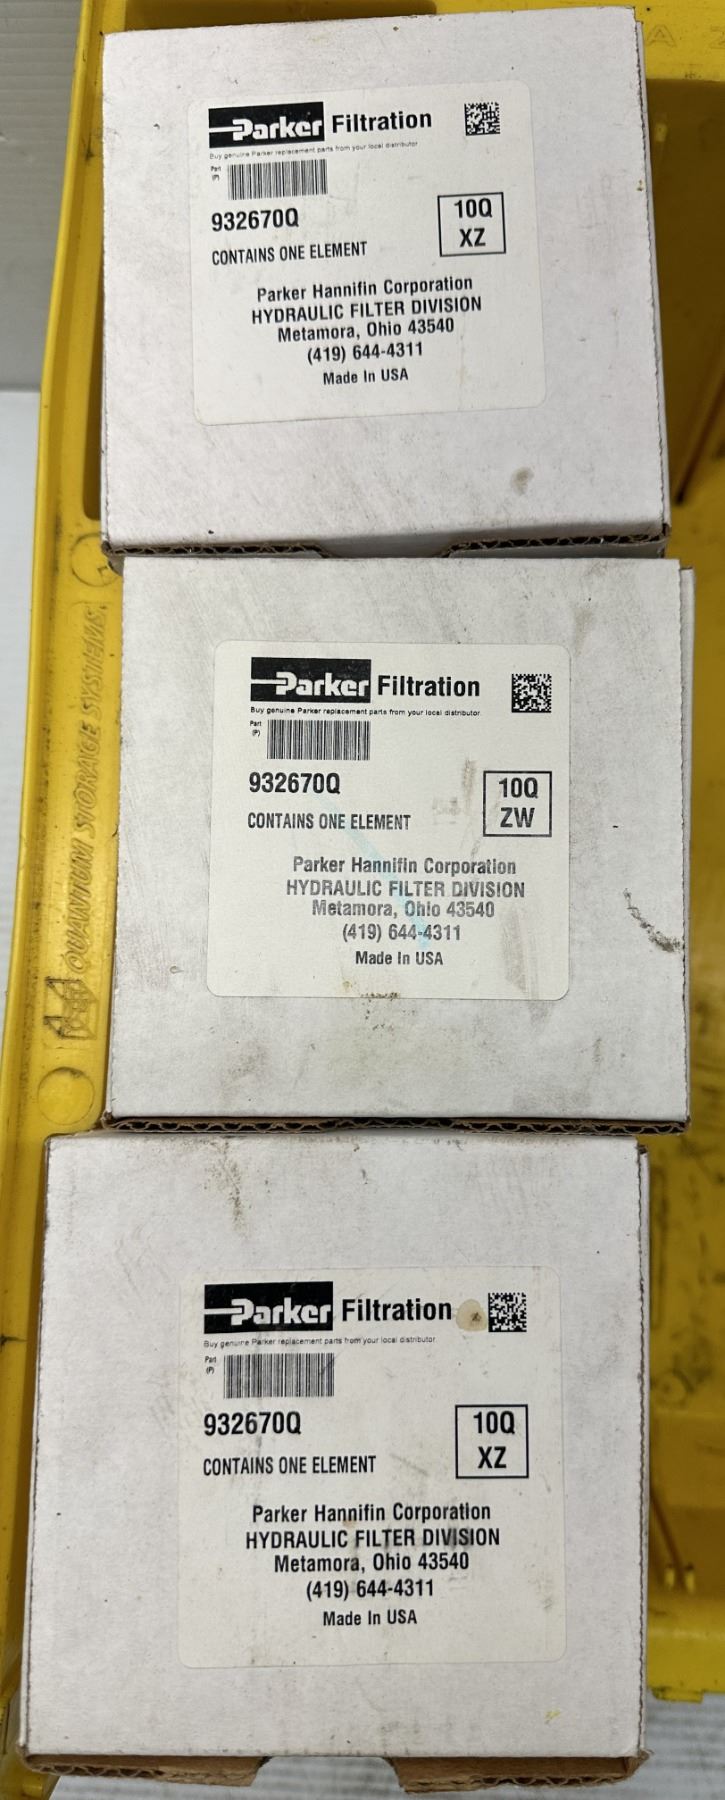 Parker Filtration
Buy genuine Parker replacement parts from your local distributor
Part
(P)
932670Q
10Q
XZ
CONTAINS ONE ELEMENT
Parker Hannifin Corporation
HYDRAULIC FILTER DIVISION
Metamora, Ohio 43540
(419) 644-4311
Made In USA
QUANTUM STORAGE SYSTEMS
Parker Filtration
Buy genuine Parker replacement parts from your local distributor.
Part
(P)
932670Q
10Q
ZW
CONTAINS ONE ELEMENT
Parker Hannifin Corporation
HYDRAULIC FILTER DIVISION
Metamora, Ohio 43540
(419) 644-4311
Made In USA
Parker Filtration
Buy genuine Parker replacement parts from your local distributor
Part
(P)
932670Q
10Q
XZ
CONTAINS ONE ELEMENT
Parker Hannifin Corporation
HYDRAULIC FILTER DIVISION
Metamora, Ohio 43540
(419) 644-4311
Made In USA